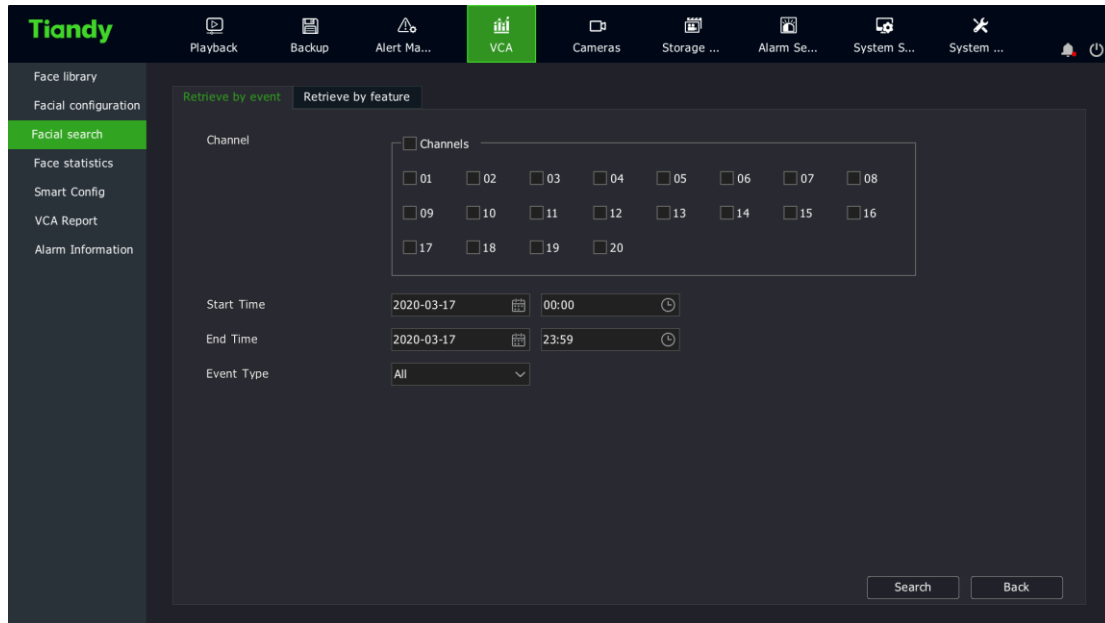 Tiandy
Playback Backup Alert Ma... VCA Cameras Storage ... Alarm Se... System S... System ...
Face library
Facial configuration
Facial search
Face statistics
Smart Config
VCA Report
Alarm Information
Retrieve by event Retrieve by feature
Channel
Channels
01 02 03 04 05 06 07 08
09 10 11 12 13 14 15 16
17 18 19 20
Start Time 2020-03-17 00:00
End Time 2020-03-17 23:59
Event Type All
Search Back